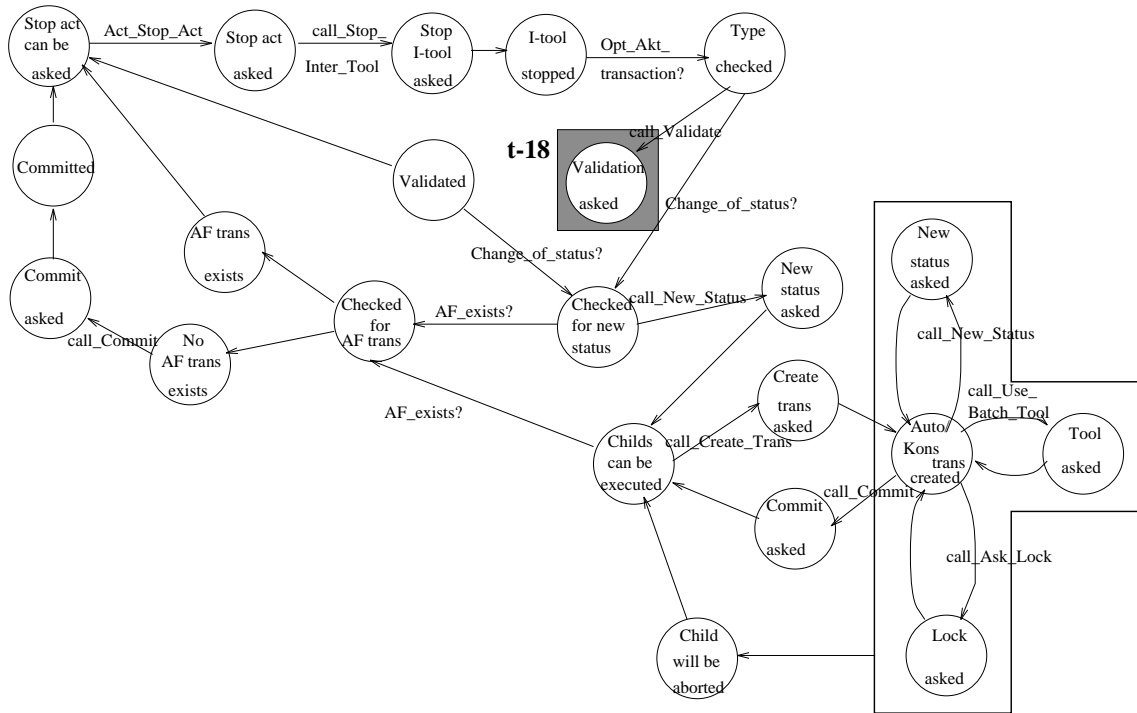 Stop act
can be
asked
Act_Stop_Act
Stop act
asked
call_Stop_
Inter_Tool
Stop
I-tool
asked
I-tool
stopped
Opt_Akt_
transaction?
Type
checked
call_Validate
t-18
Validation
asked
Change_of_status?
Committed
Validated
AF trans
exists
Change_of_status?
New
status
asked
New
status
asked
Commit
asked
Checked
for
AF trans
AF_exists?
Checked
for new
status
call_New_Status
call_New_Status
call_Commit
No
AF trans
exists
Create
trans
asked
call_Use_
Batch_Tool
AF_exists?
Childs
can be
executed
call_Create_Trans
Auto
Kons
trans
created
Tool
asked
call_Commit
Commit
asked
call_Ask_Lock
Child
will be
aborted
Lock
asked